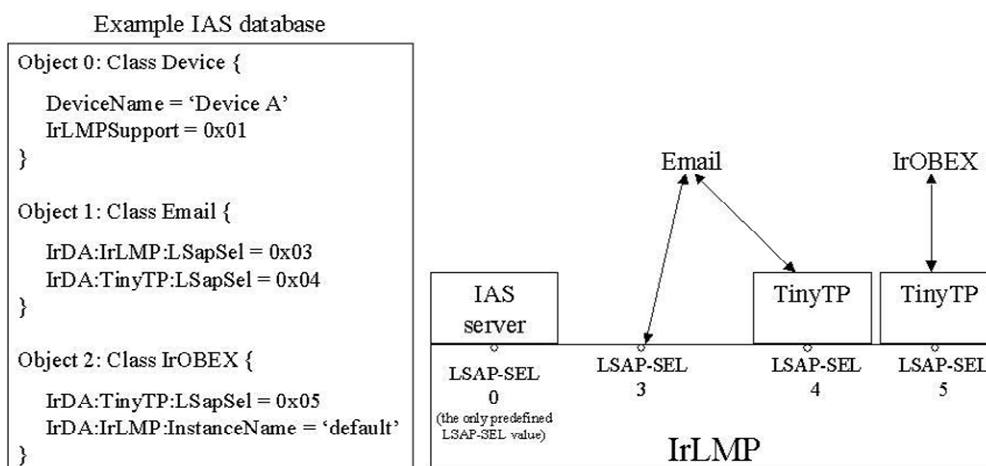 Example IAS database
Object 0: Class Device {
DeviceName = ‘Device A’
IrLMPSupport = 0x01
}
Object 1: Class Email {
IrDA:IrLMP:LSapSel = 0x03
IrDA:TinyTP:LSapSel = 0x04
}
Object 2: Class IrOBEX {
IrDA:TinyTP:LSapSel = 0x05
IrDA:IrLMP:InstanceName = ‘default’
}
Email
IrOBEX
IAS
server
TinyTP
TinyTP
LSAP-SEL
0
(the only predefined
LSAP-SEL value)
LSAP-SEL
3
LSAP-SEL
4
LSAP-SEL
5
IrLMP